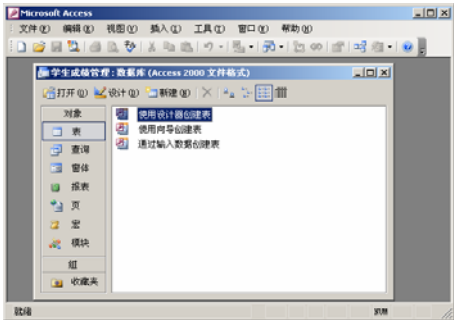 Microsoft Access
文件(F) 编辑(E) 视图(V) 插入(I) 工具(T) 窗口(W) 帮助(H)
学生成绩管理：数据库 (Access 2000 文件格式)
打开(O) 设计(D) 新建(N)
对象
表
查询
窗体
报表
页
宏
模块
组
收藏夹
使用设计器创建表
使用向导创建表
通过输入数据创建表
就绪